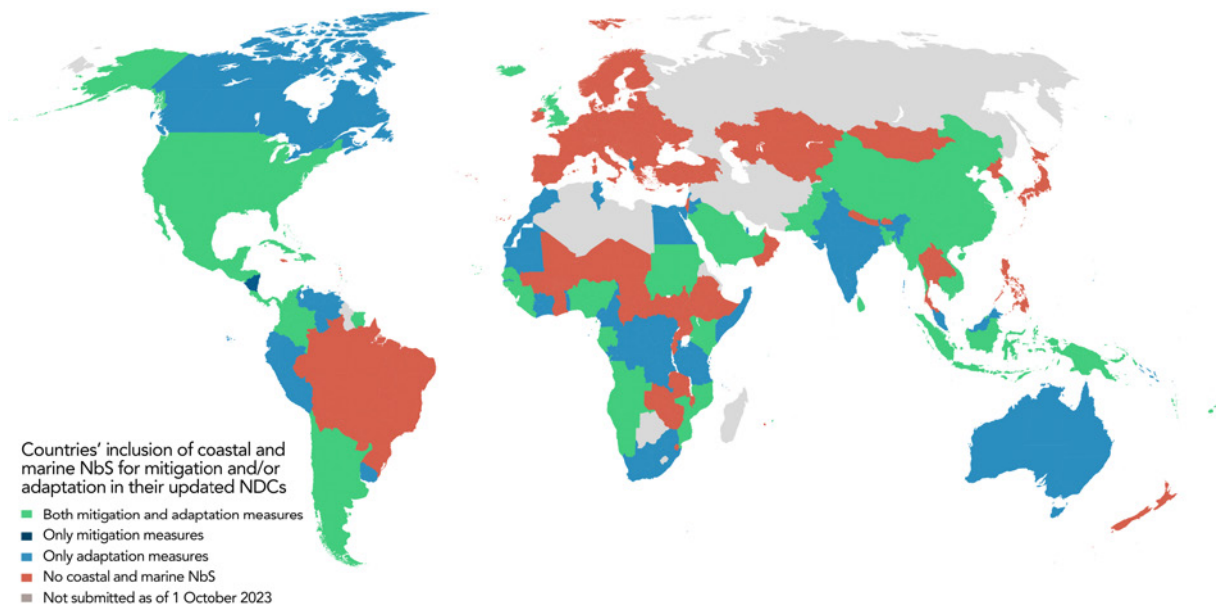 Countries' inclusion of coastal and
marine NbS for mitigation and/or
adaptation in their updated NDCs
Both mitigation and adaptation measures
Only mitigation measures
Only adaptation measures
No coastal and marine NbS
Not submitted as of 1 October 2023